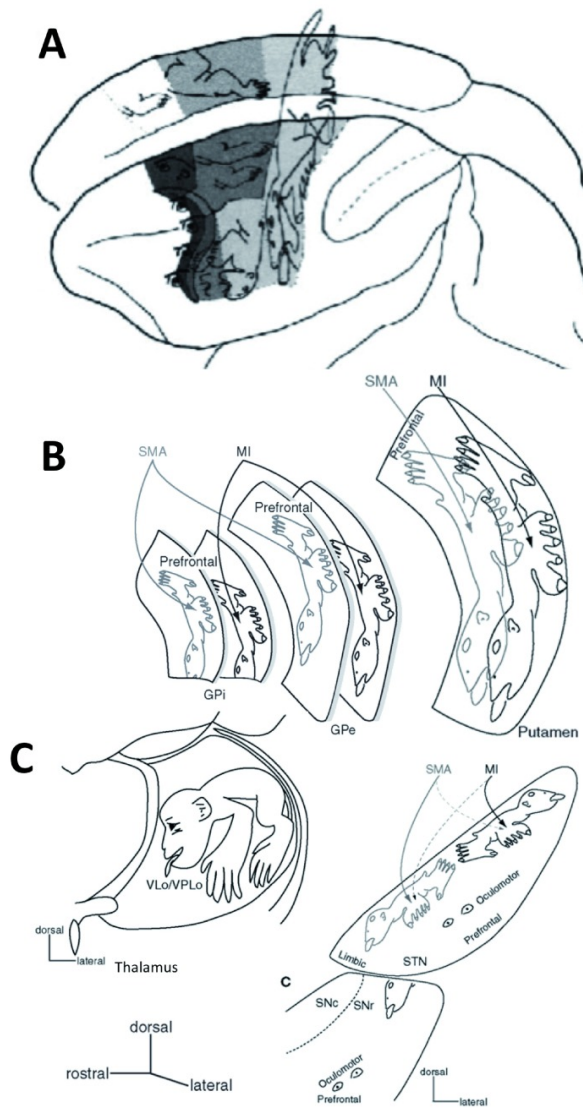 A
SMA MI
B
Prefrontal
SMA MI
Prefrontal
Prefrontal
GPi
GPe
Putamen
C
SMA MI
VLo/VPLo
Oculomotor
Prefrontal
dorsal
lateral
Thalamus
Limbic STN
c
SNc SNr
dorsal
rostral
lateral
Oculomotor
Prefrontal
dorsal
lateral